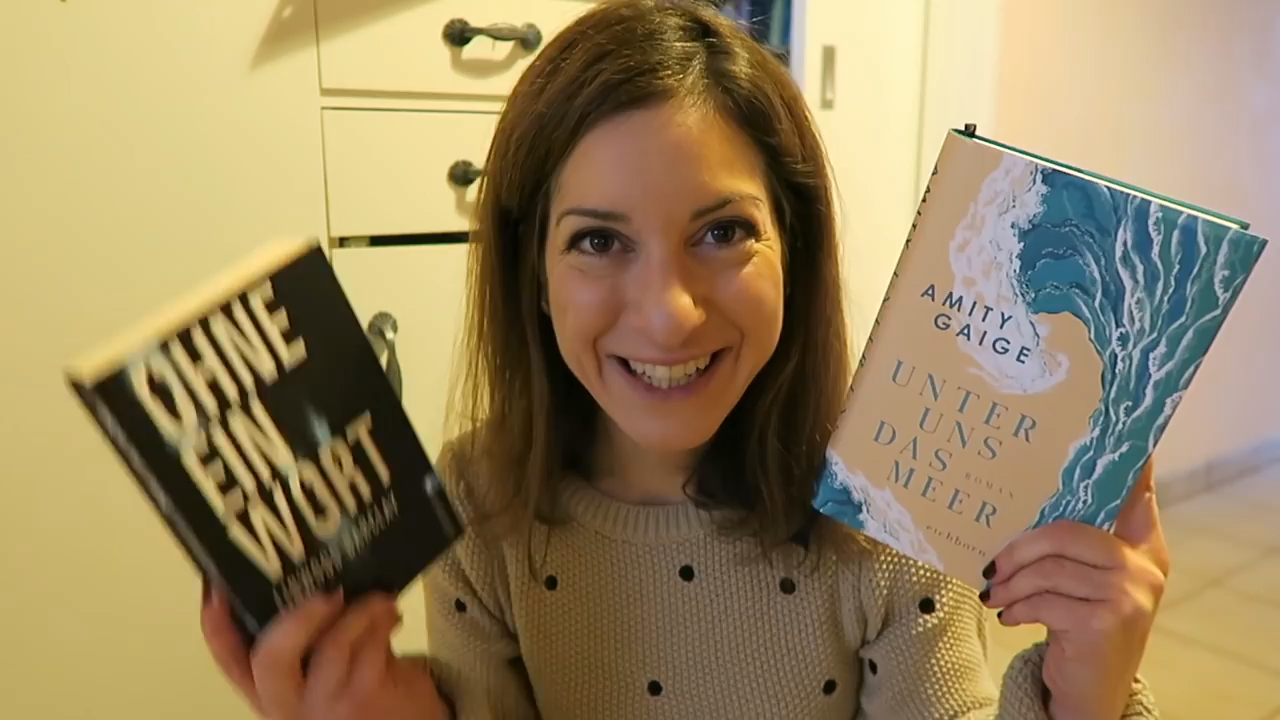 OHNE
EIN
WORT
AMITY
GAIGE
UNTER
UNS
DAS
MEER
ROMAN
eichborn